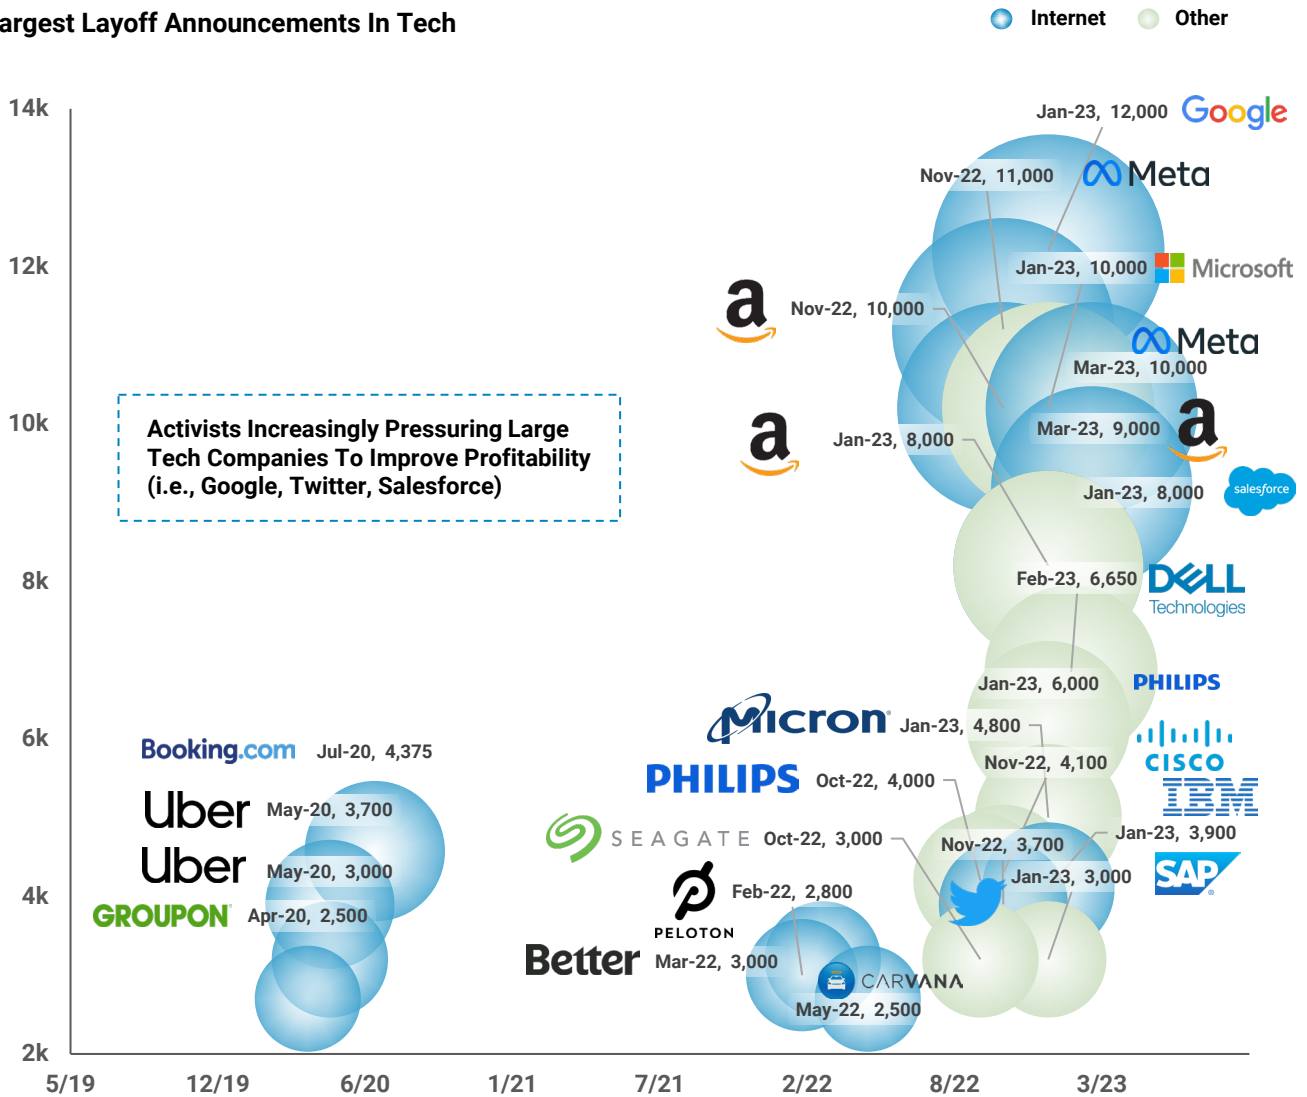 argest Layoff Announcements In Tech
Internet
Other
14k
12k
10k
8k
6k
4k
2k
Jan-23, 12,000
Google
Nov-22, 11,000
Meta
Jan-23, 10,000
Microsoft
a
Nov-22, 10,000
Meta
Mar-23, 10,000
Activists Increasingly Pressuring Large
Tech Companies To Improve Profitability
(i.e., Google, Twitter, Salesforce)
Mar-23, 9,000
a
a
Jan-23, 8,000
Jan-23, 8,000
salesforce
Feb-23, 6,650
DELL
Technologies
Jan-23, 6,000
PHILIPS
Micron
Jan-23, 4,800
CISCO
Booking.com
Jul-20, 4,375
Nov-22, 4,100
PHILIPS
Oct-22, 4,000
IBM
Uber
May-20, 3,700
SEAGATE
Oct-22, 3,000
Nov-22, 3,700
Jan-23, 3,900
Uber
May-20, 3,000
Jan-23, 3,000
SAP
PELOTON
Feb-22, 2,800
GROUPON
Apr-20, 2,500
Better
Mar-22, 3,000
CARVANA
May-22, 2,500
5/19
12/19
6/20
1/21
7/21
2/22
8/22
3/23